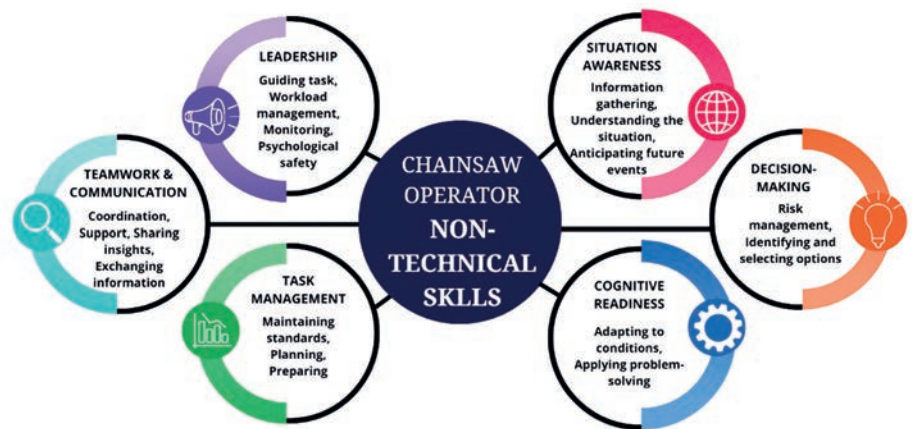 LEADERSHIP
Guiding task,
Workload
management,
Monitoring,
Psychological
safety
SITUATION
AWARENESS
Information
gathering,
Understanding the
situation,
Anticipating future
events
TEAMWORK &
COMMUNICATION
Coordination,
Support, Sharing
insights,
Exchanging
information
CHAINSAW
OPERATOR
NON-
TECHNICAL
SKLLS
DECISION-
MAKING
Risk
management,
Identifying and
selecting options
TASK
MANAGEMENT
Maintaining
standards,
Planning,
Preparing
COGNITIVE
READINESS
Adapting to
conditions,
Applying problem-
solving